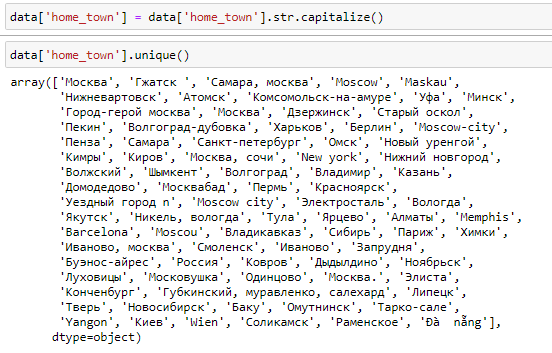 data['home_town'] = data['home_town'].str.capitalize()
data['home_town'].unique()
array(['Москва', 'Гжатск ', 'Самара, москва', 'Moscow', 'Maskau',
'Нижневартовск', 'Атомск', 'Комсомольск-на-амуре', 'Уфа', 'Минск',
'Город-герой москва', 'Москва', 'Дзержинск', 'Старый оскол',
'Пекин', 'Волгоград-дубовка', 'Харьков', 'Берлин', 'Moscow-city',
'Пенза', 'Самара', 'Санкт-петербург', 'Омск', 'Новый уренгой',
'Кимры', 'Киров', 'Москва, сочи', 'New york', 'Нижний новгород',
'Волжский', 'Шымкент', 'Волгоград', 'Владимир', 'Казань',
'Домодедово', 'Москвабад', 'Пермь', 'Красноярск',
'Уездный город n', 'Moscow city', 'Электросталь', 'Вологда',
'Якутск', 'Никель, вологда', 'Тула', 'Ярцево', 'Алматы', 'Memphis',
'Barcelona', 'Moscou', 'Владикавказ', 'Сибирь', 'Париж', 'Химки',
'Иваново, москва', 'Смоленск', 'Иваново', 'Запрудня',
'Буэнос-айрес', 'Россия', 'Ковров', 'Дыдылдино', 'Ноябрьск',
'Луховицы', 'Московушка', 'Одинцово', 'Москва.', 'Элиста',
'Конченбург', 'Губкинский, муравленко, салехард', 'Липецк',
'Тверь', 'Новосибирск', 'Баку', 'Омутнинск', 'Тарко-сале',
'Yangon', 'Киев', 'Wien', 'Соликамск', 'Раменское', 'Đà  nẵng'],
dtype=object)